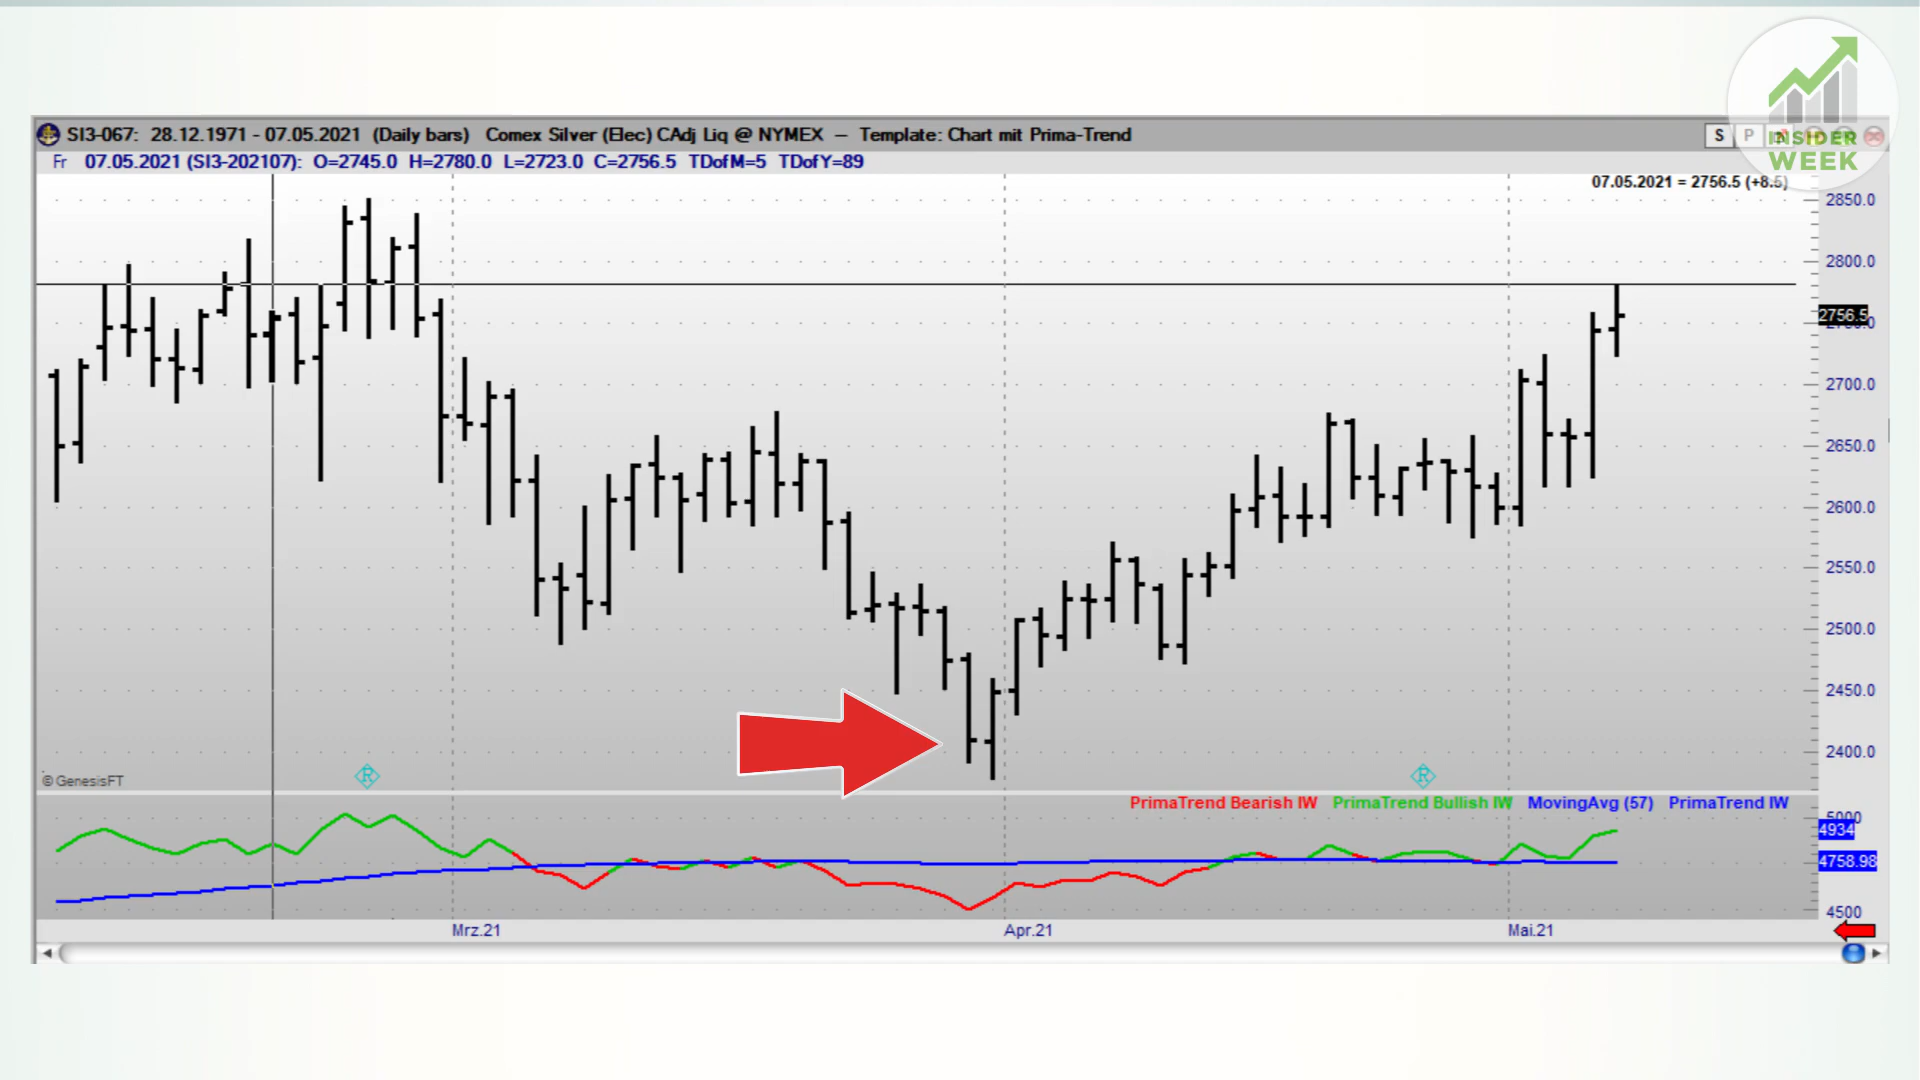 SI3-067: 28.12.1971 - 07.05.2021 (Daily bars) Comex Silver (Elec) CAdj Liq @ NYMEX – Template: Chart mit Prima-Trend
S P
INSIDER
WEEK
Fr 07.05.2021 (SI3-202107): O=2745.0 H=2780.0 L=2723.0 C=2756.5 TDofM=5 TDofY=89
07.05.2021 = 2756.5 (+8.5)
2850.0
2800.0
2756.5
2700.0
2650.0
2600.0
2550.0
2500.0
2450.0
2400.0
© GenesisFT
R
R
PrimaTrend Bearish IW PrimaTrend Bullish IW MovingAvg (57) PrimaTrend IW
5000
4934
4758.98
4500
Mrz.21 Apr.21 Mai.21